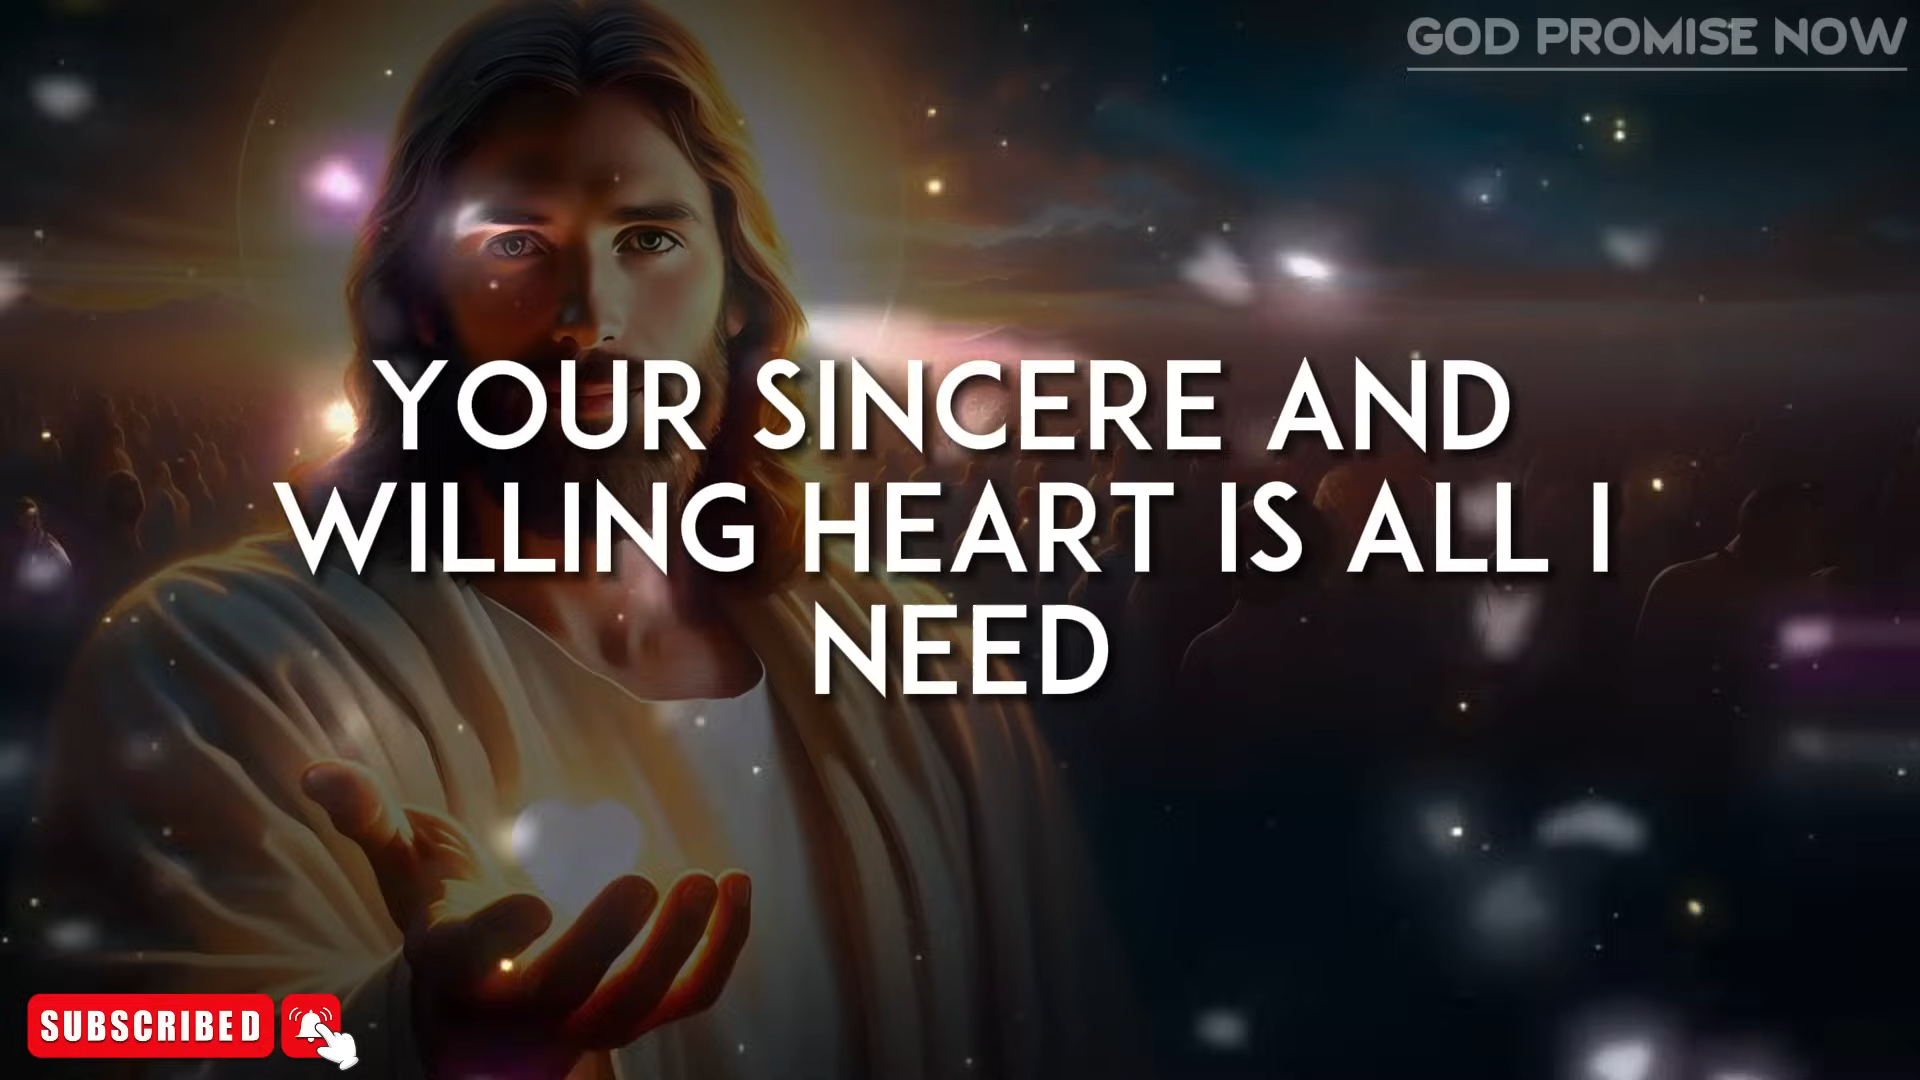 GOD PROMISE NOW
YOUR SINCERE AND
WILLING HEART IS ALL I
NEED
SUBSCRIBED